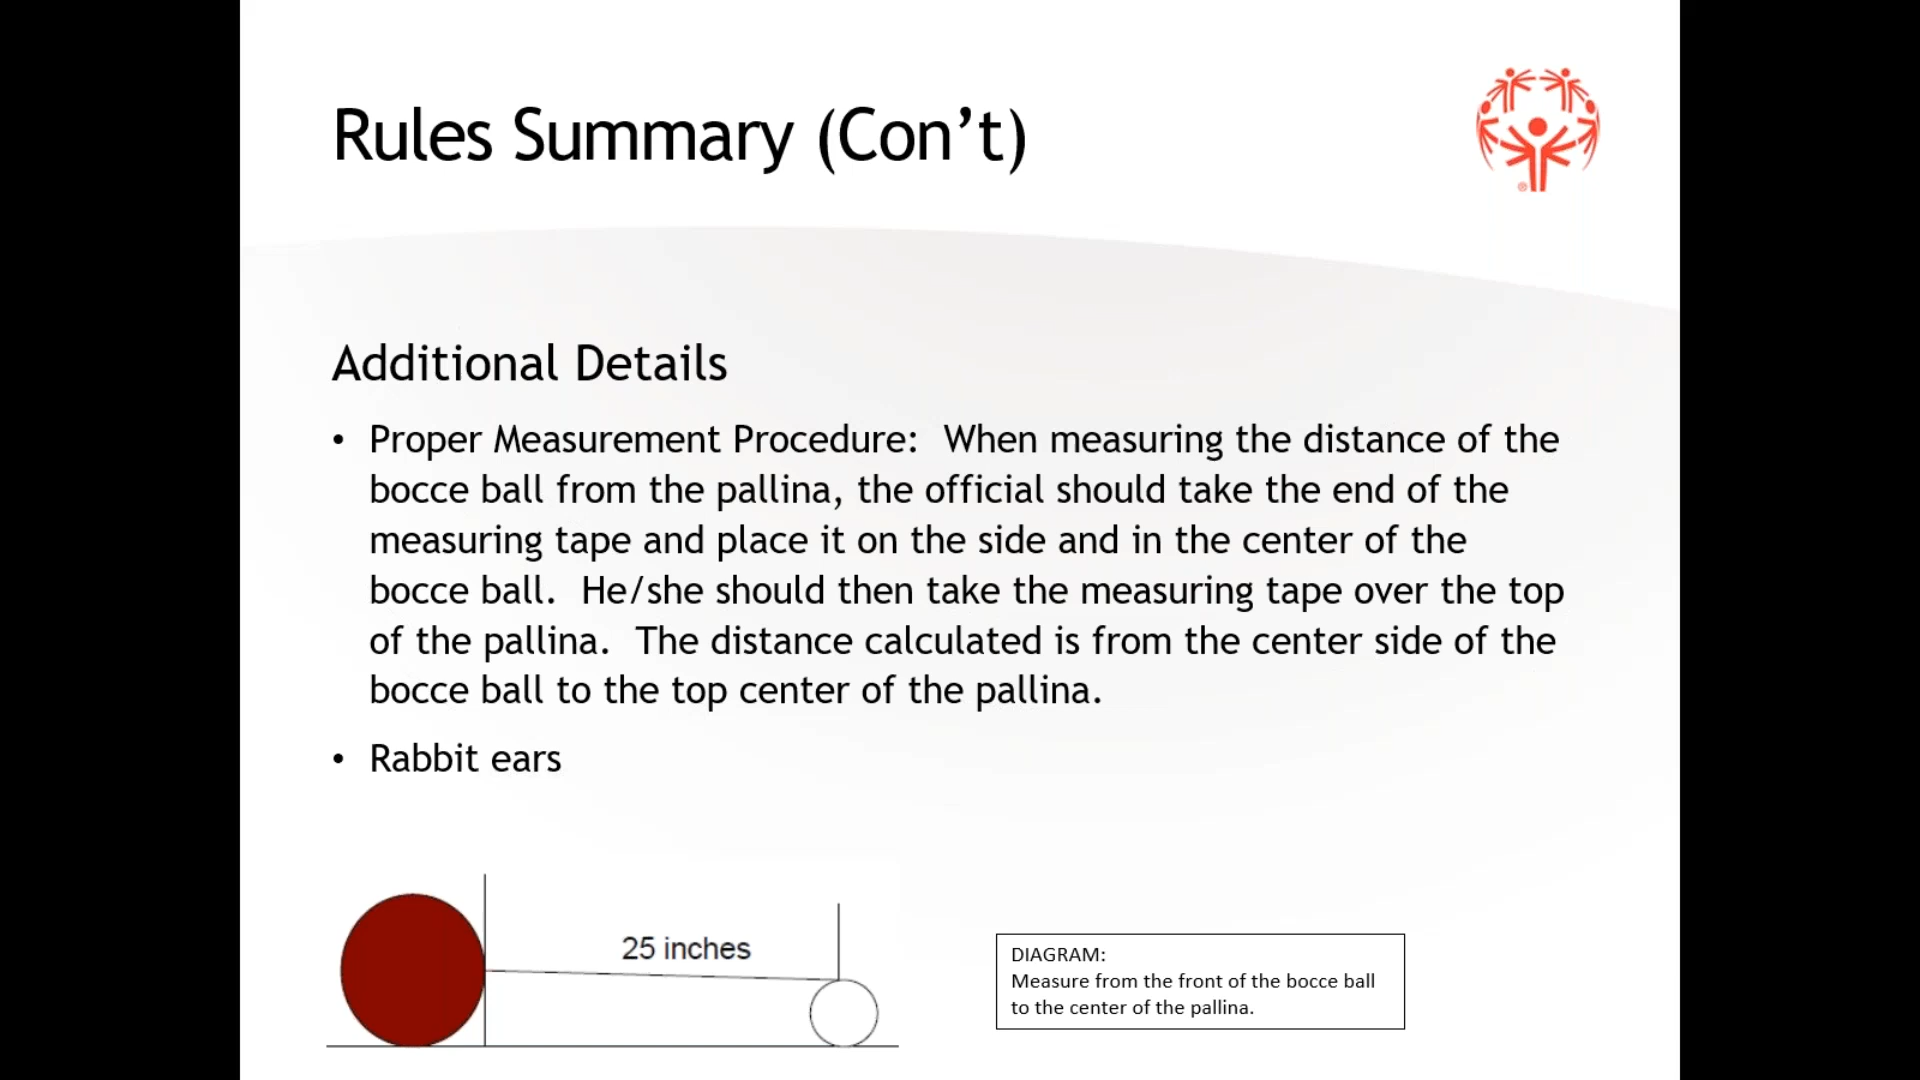 Rules Summary (Con’t)
Additional Details
• Proper Measurement Procedure:  When measuring the distance of the
bocce ball from the pallina, the official should take the end of the
measuring tape and place it on the side and in the center of the
bocce ball.  He/she should then take the measuring tape over the top
of the pallina.  The distance calculated is from the center side of the
bocce ball to the top center of the pallina.
• Rabbit ears
25 inches
DIAGRAM:
Measure from the front of the bocce ball
to the center of the pallina.
®